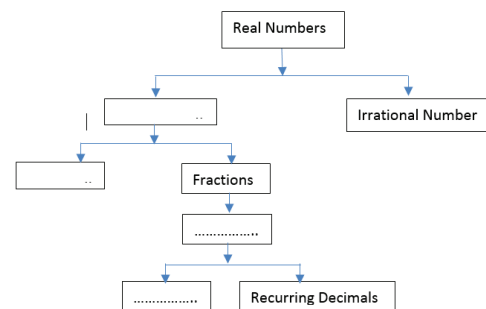 Real Numbers
..
Irrational Number
..
Fractions
……………..
……………..
Recurring Decimals